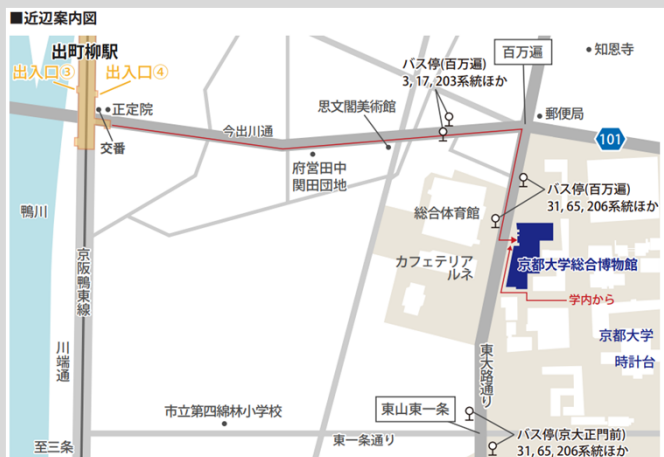 ■近辺案内図
出町柳駅
出入口③
出入口④
正定院
交番
今出川通
思文閣美術館
バス停(百万遍)
3, 17, 203系統ほか
百万遍
知恩寺
郵便局
101
府営田中
関田団地
バス停(百万遍)
31, 65, 206系統ほか
総合体育館
鴨川
京阪鴨東線
カフェテリア
ルネ
京都大学総合博物館
学内から
京都大学
時計台
川端通
東大路通り
市立第四綿林小学校
東山東一条
至三条
東一条通り
バス停(京大正門前)
31, 65, 206系統ほか